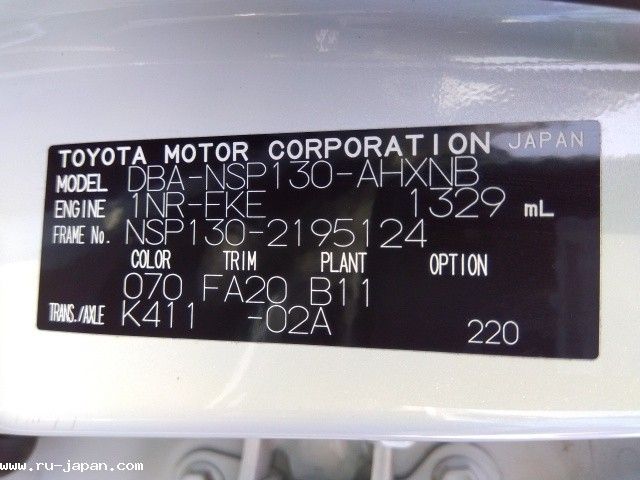 TOYOTA MOTOR CORPORATION JAPAN
MODEL DBA-NSP130-AHXNB
ENGINE 1NR-FKE 1329 mL
FRAME No. NSP130-2195124
COLOR TRIM PLANT OPTION
070 FA20 B11
TRANS./AXLE K411 -02A 220
www.ru-japan.com